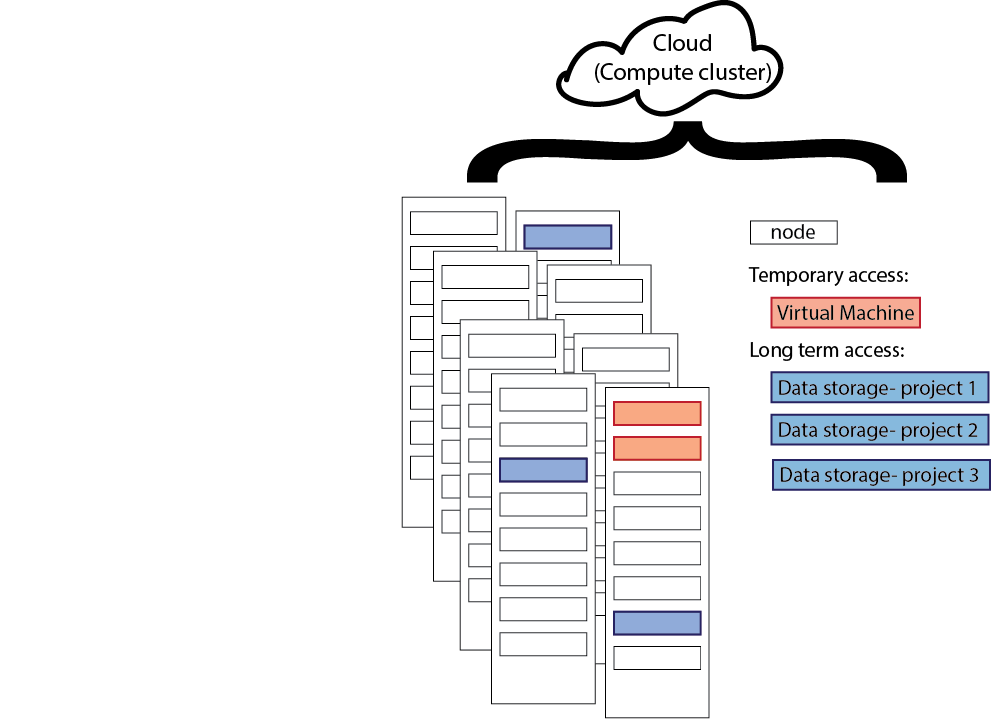 Cloud
(Compute cluster)
node
Temporary access:
Virtual Machine
Long term access:
Data storage- project 1
Data storage- project 2
Data storage- project 3